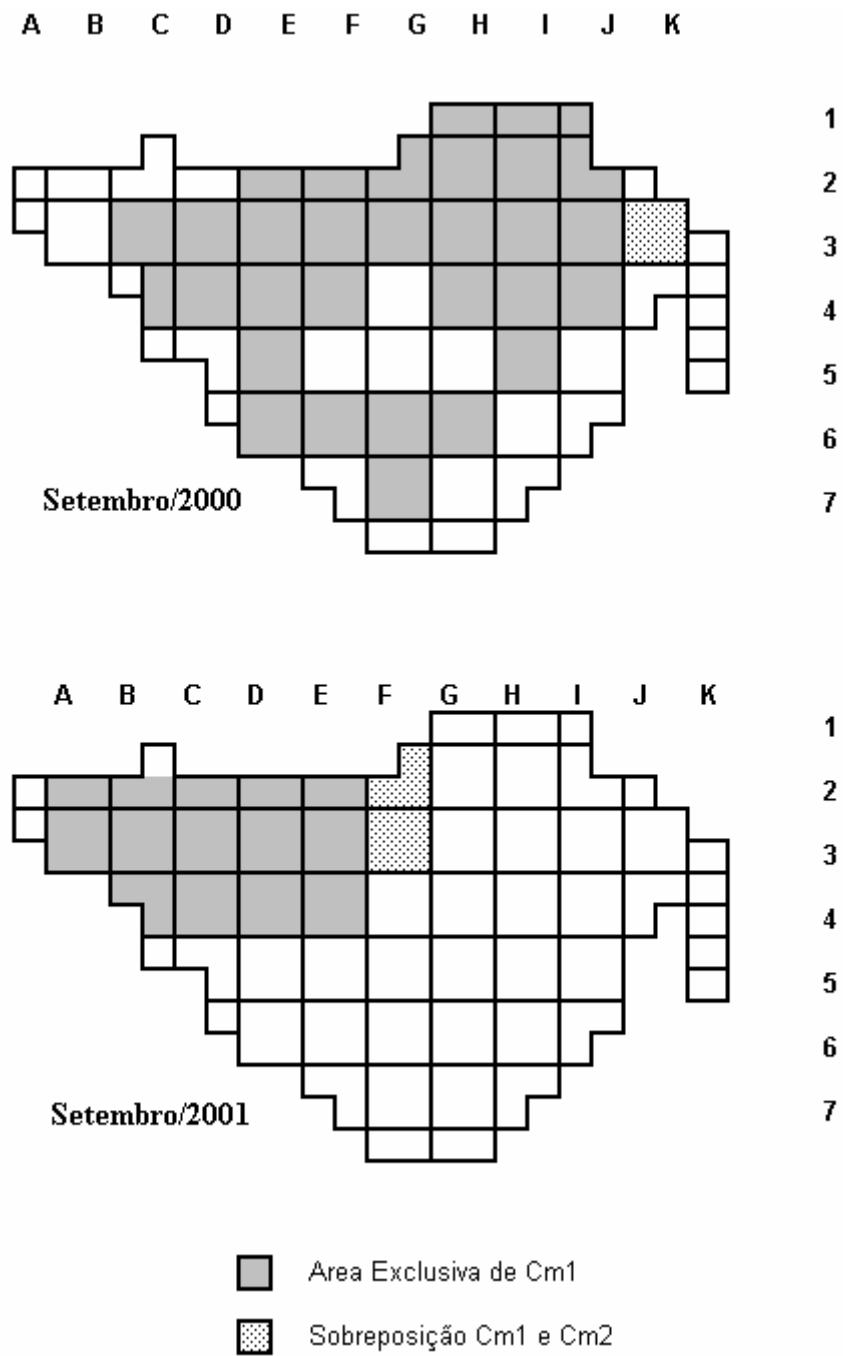 A B C D E F G H I J K
1
2
3
4
5
6
Setembro/2000
7
A B C D E F G H I J K
1
2
3
4
5
6
Setembro/2001
7
Area Exclusiva de Cm1
Sobreposição Cm1 e Cm2